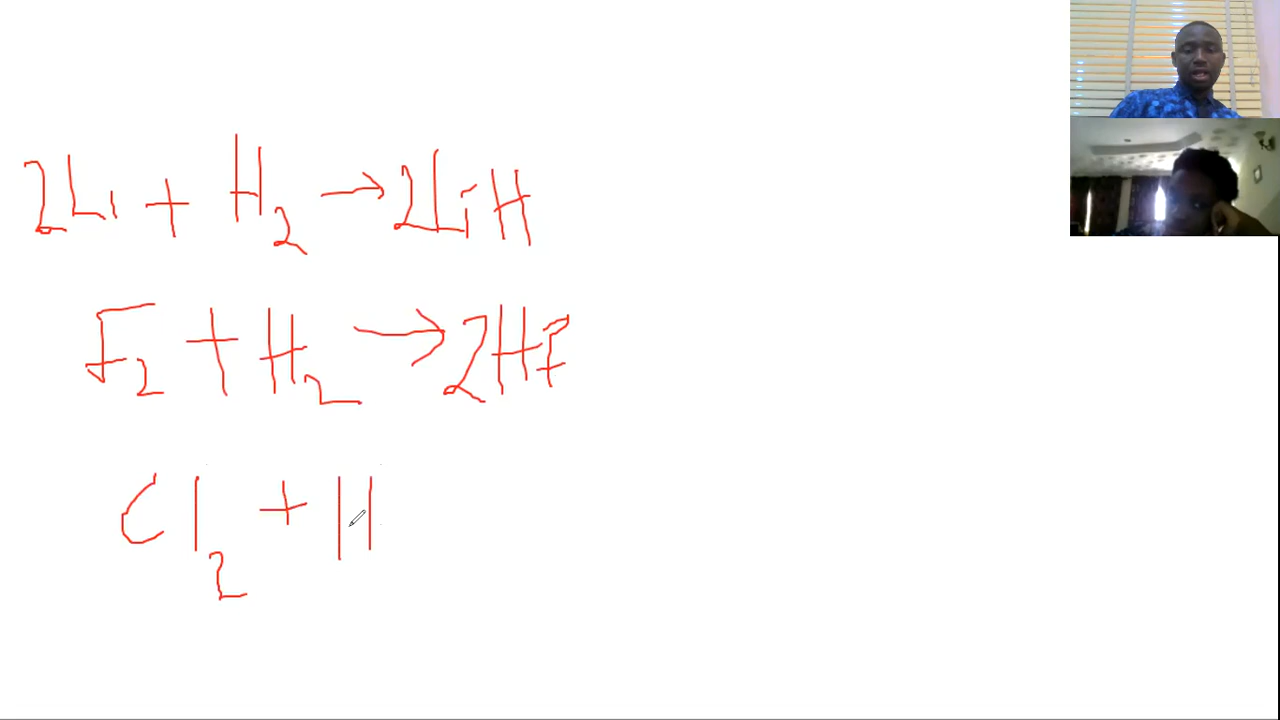 2Li + H2 → 2LiH
F2 + H2 → 2HF
Cl2 + H